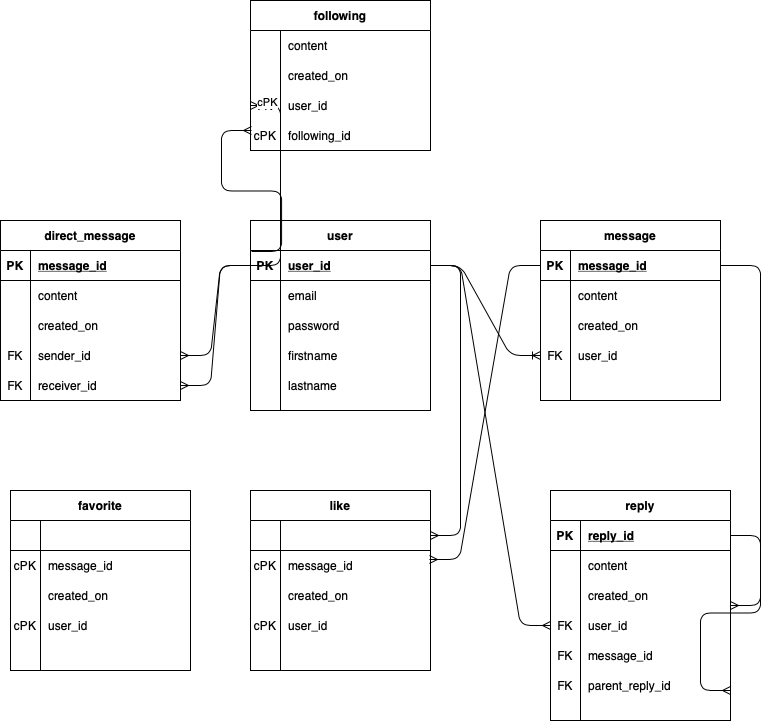 following
content
created_on
cPK user_id
cPK following_id
direct_message
PK message_id
content
created_on
FK sender_id
FK receiver_id
user
PK user_id
email
password
firstname
lastname
message
PK message_id
content
created_on
FK user_id
favorite
cPK message_id
created_on
cPK user_id
like
cPK message_id
created_on
cPK user_id
reply
PK reply_id
content
created_on
FK user_id
FK message_id
FK parent_reply_id